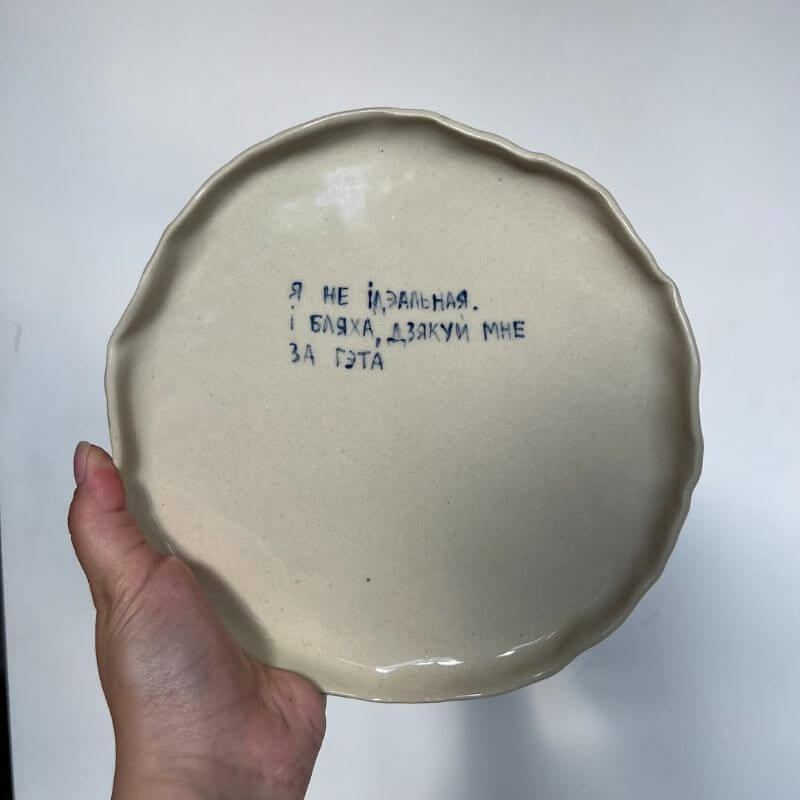 Я НЕ ІДЭАЛЬНАЯ.
І БЛЯХА, ДЗЯКУЙ МНЕ
ЗА ГЭТА